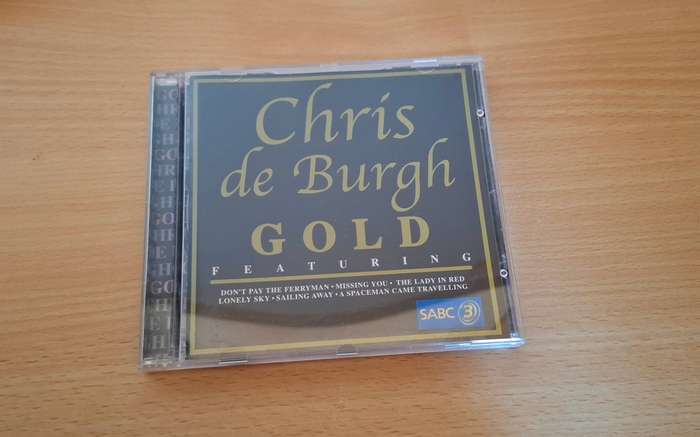 Chris
de Burgh
GOLD
FEATURING
DON'T PAY THE FERRYMAN • MISSING YOU • THE LADY IN RED
LONELY SKY • SAILING AWAY • A SPACEMAN CAME TRAVELLING
SABC 3